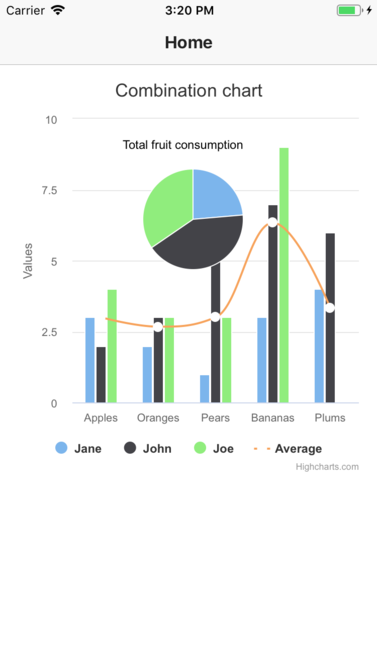 Carrier 3:20 PM
Home
Combination chart
Total fruit consumption
Values
10
7.5
5
2.5
0
Apples Oranges Pears Bananas Plums
Jane John Joe Average
Highcharts.com